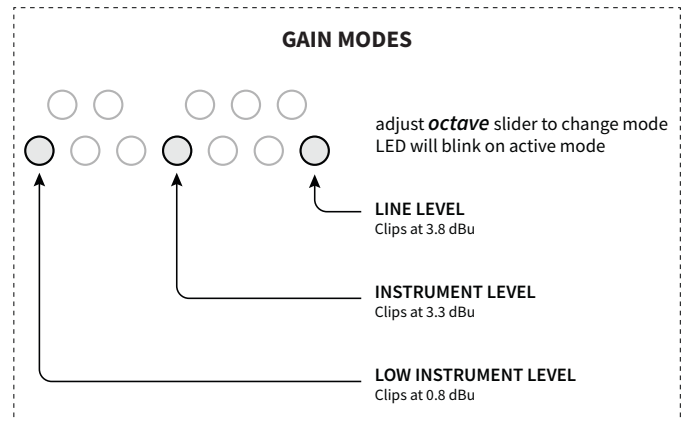 GAIN MODES
adjust octave slider to change mode
LED will blink on active mode
LINE LEVEL
Clips at 3.8 dBu
INSTRUMENT LEVEL
Clips at 3.3 dBu
LOW INSTRUMENT LEVEL
Clips at 0.8 dBu